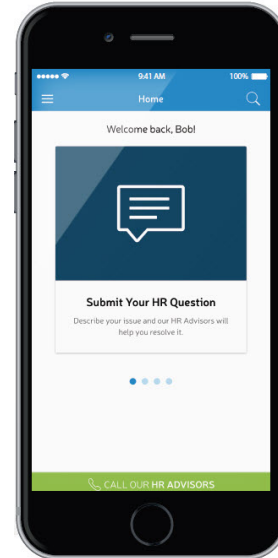 9:41 AM 100%
Home
Welcome back, Bob!
Submit Your HR Question
Describe your issue and our HR Advisors will
help you resolve it.
CALL OUR HR ADVISORS